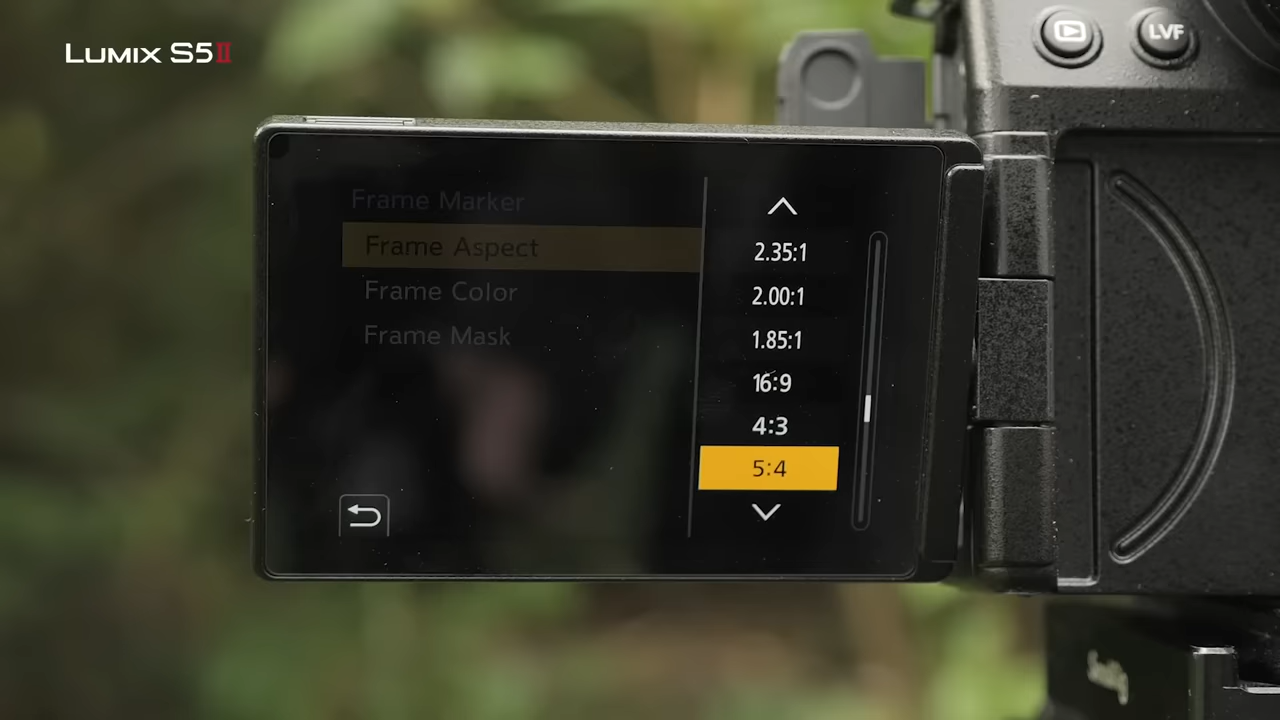 LUMIX S5II
LVF
Frame Marker
Frame Aspect
Frame Color
Frame Mask
2.35:1
2.00:1
1.85:1
16:9
4:3
5:4